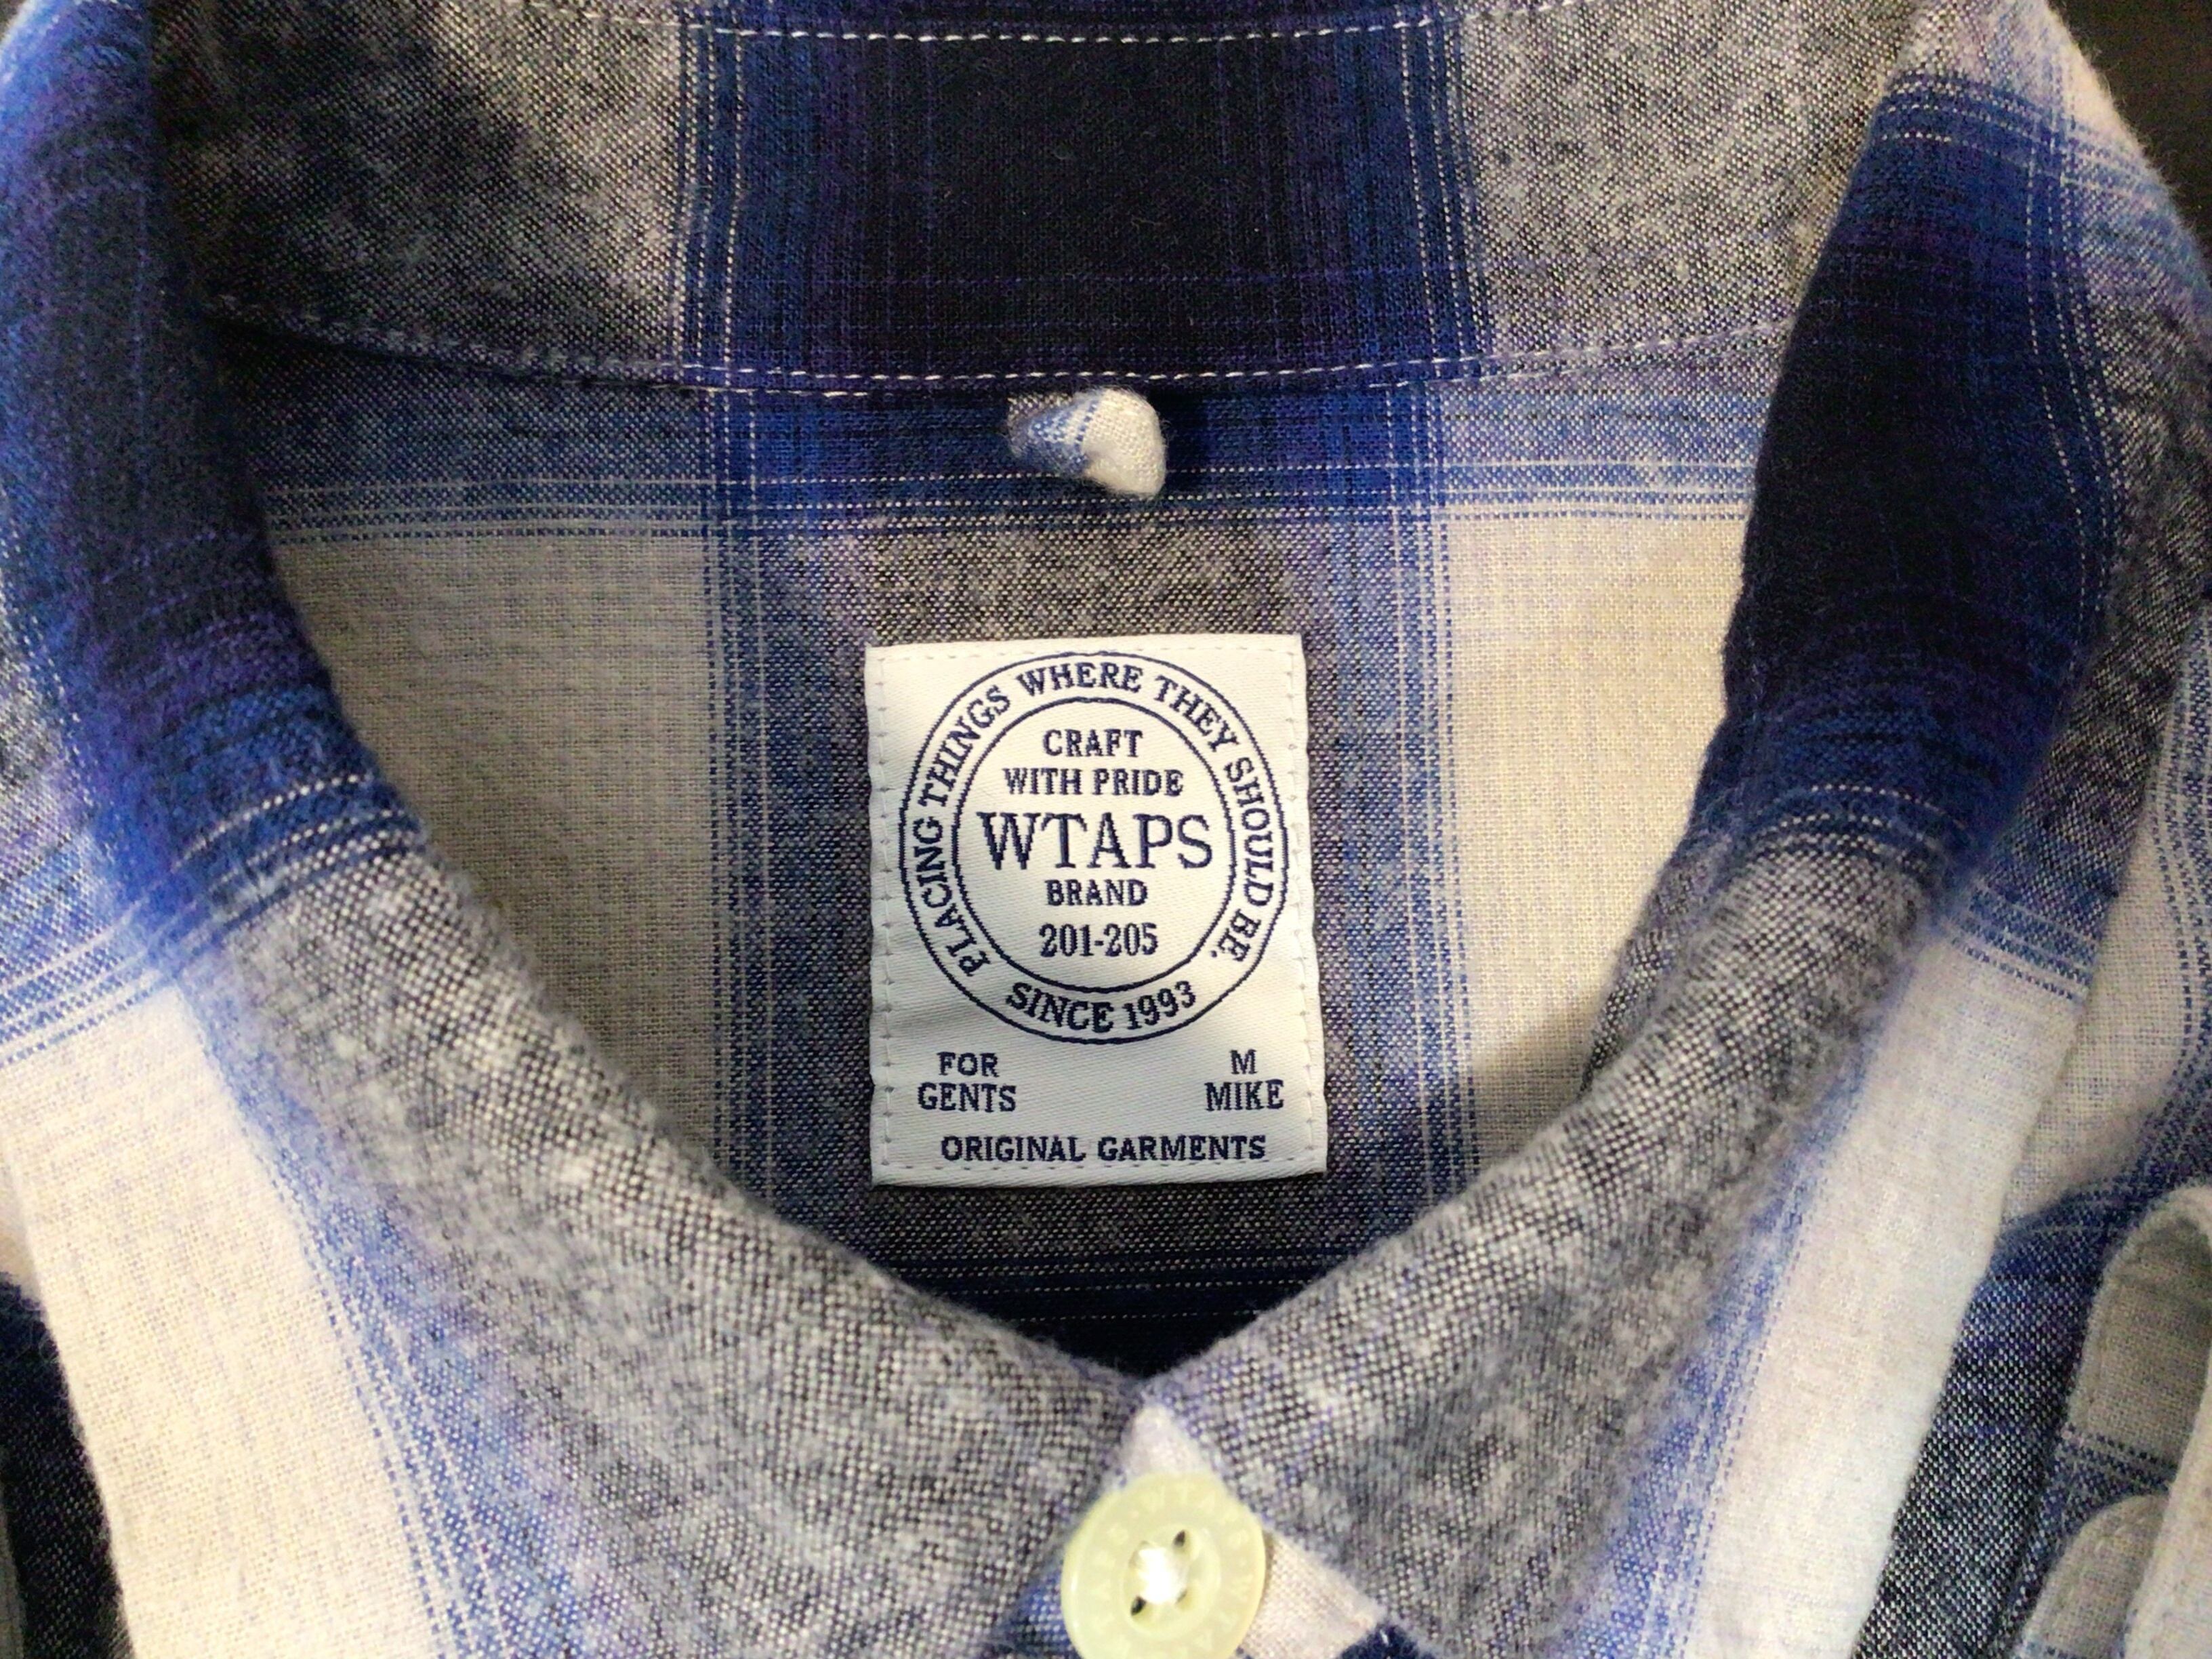 PLACING THINGS WHERE THEY SHOULD BE.
CRAFT
WITH PRIDE
WTAPS
BRAND
201-205
SINCE 1993
FOR GENTS
M MIKE
ORIGINAL GARMENTS